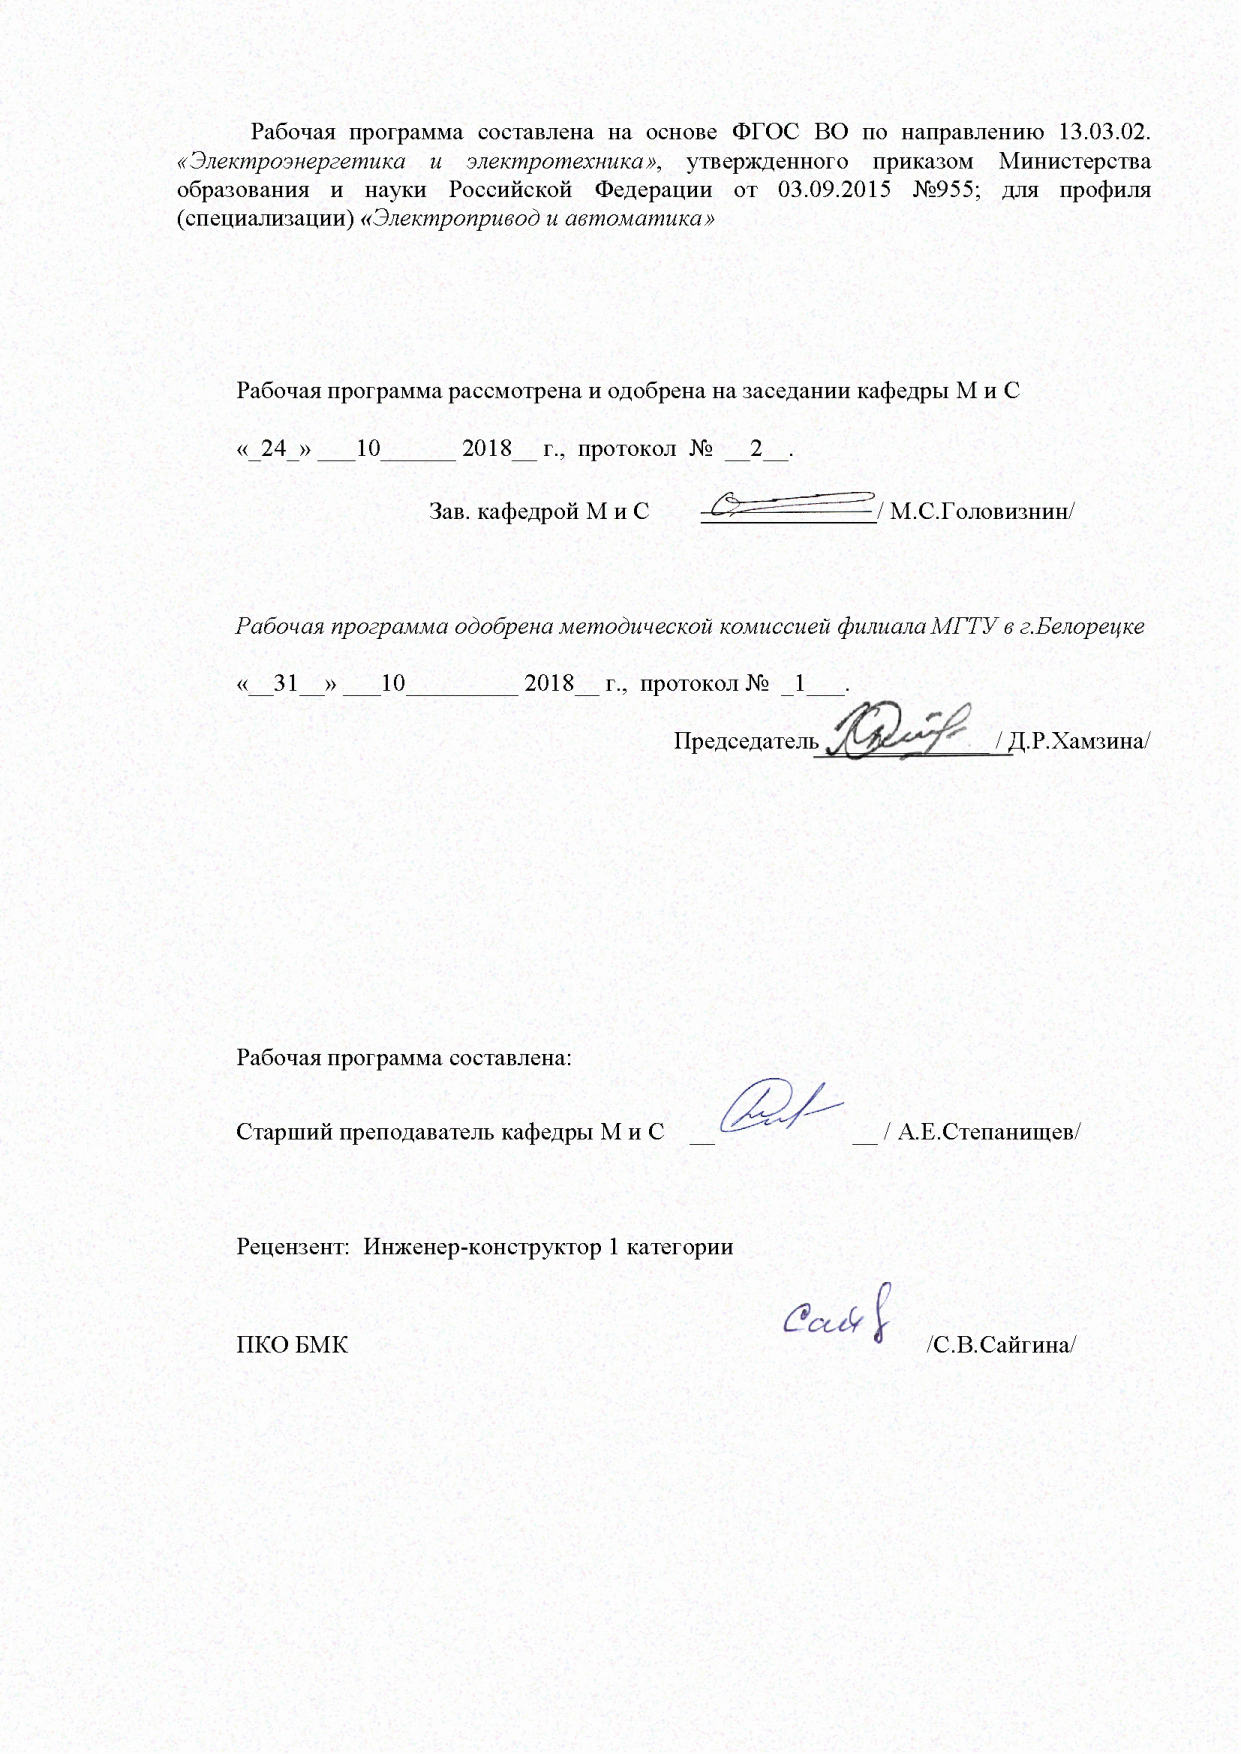 Рабочая программа составлена на основе ФГОС ВО по направлению 13.03.02.
«Электроэнергетика и электротехника», утвержденного приказом Министерства
образования и науки Российской Федерации от 03.09.2015 №955; для профиля
(специализации) «Электропривод и автоматика»
Рабочая программа рассмотрена и одобрена на заседании кафедры М и С
«_24_» ___10______ 2018__ г., протокол № __2__.
Зав. кафедрой М и С ______________/ М.С.Головизнин/
Рабочая программа одобрена методической комиссией филиала МГТУ в г.Белорецке
«__31__» ___10_________ 2018__ г., протокол № _1___.
Председатель______________ / Д.Р.Хамзина/
Рабочая программа составлена:
Старший преподаватель кафедры М и С __ __ / А.Е.Степанищев/
Рецензент: Инженер-конструктор 1 категории
ПКО БМК /С.В.Сайгина/